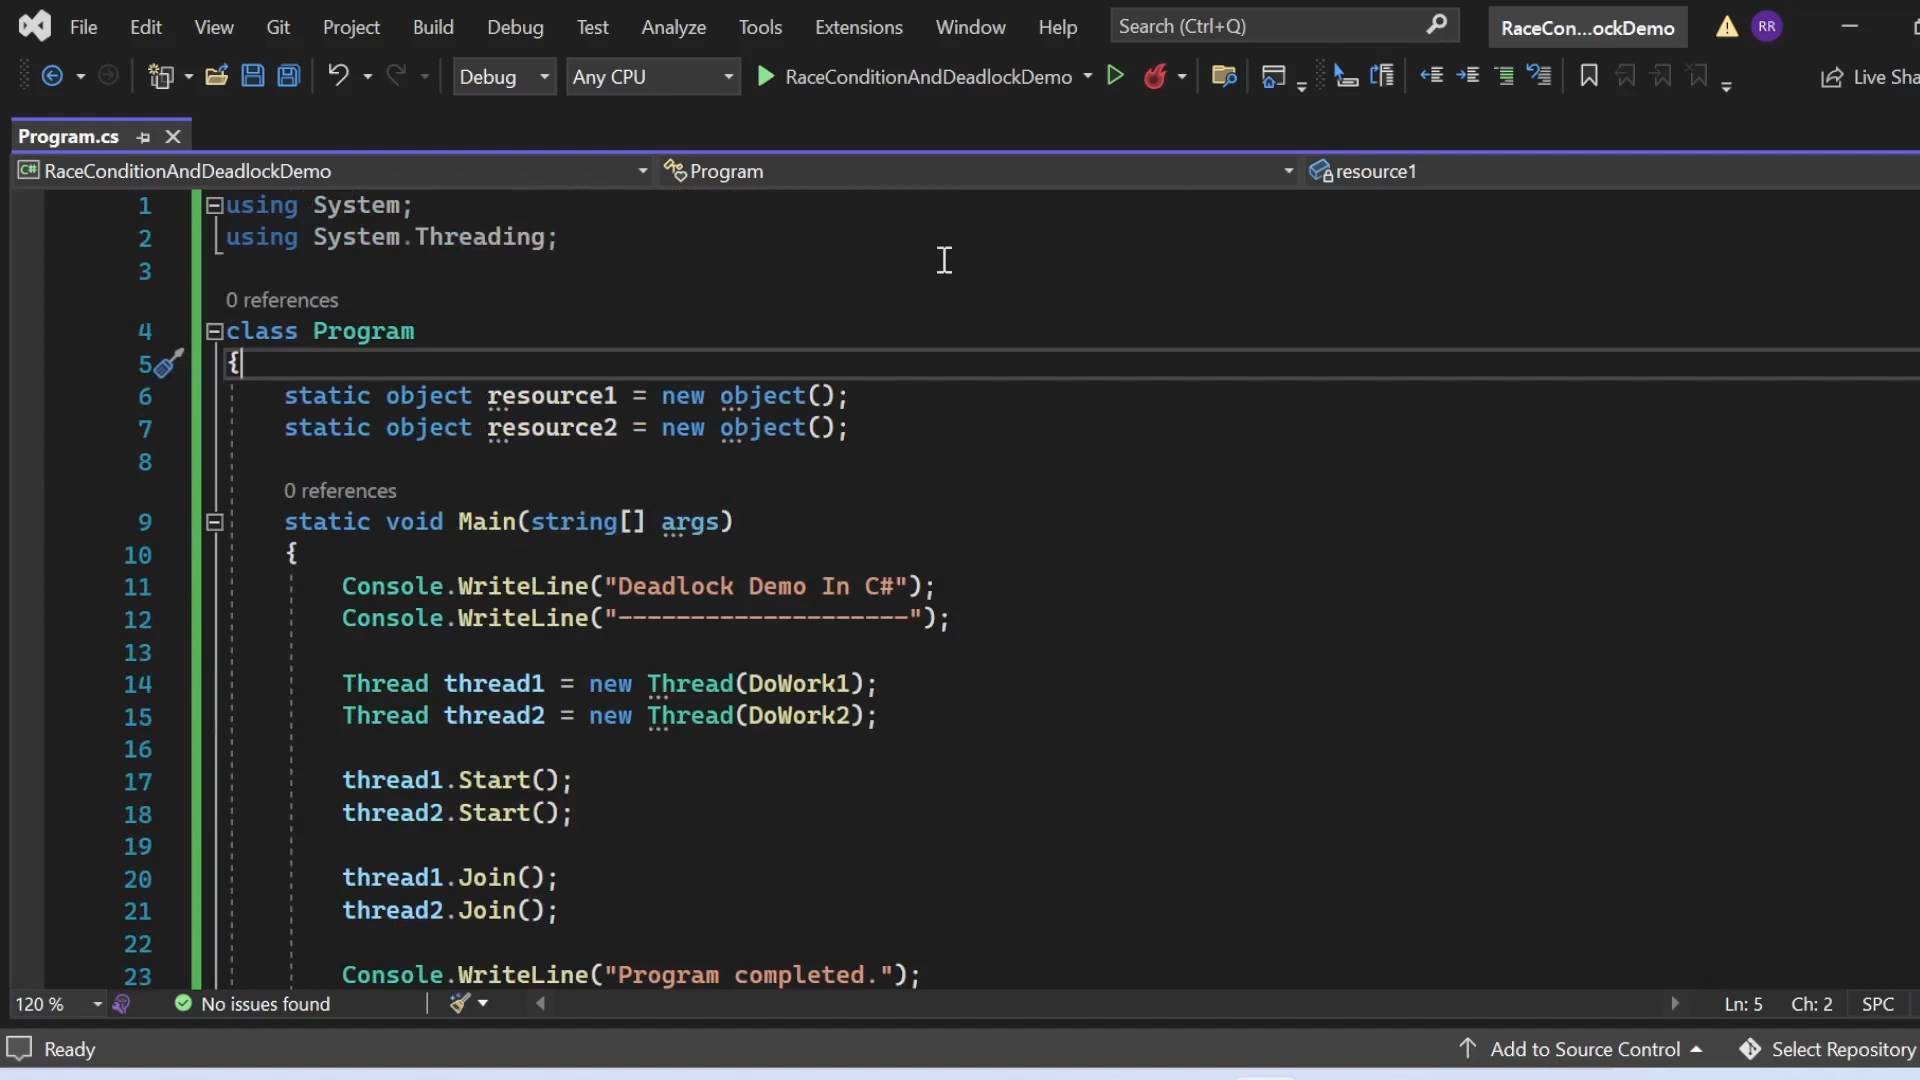 File Edit View Git Project Build Debug Test Analyze Tools Extensions Window Help Search (Ctrl+Q) RaceCon...ockDemo RR
Debug Any CPU RaceConditionAndDeadlockDemo Live Sha
Program.cs
C# RaceConditionAndDeadlockDemo Program resource1
1 using System;
2 using System.Threading;
3
0 references
4 class Program
5 {
6 static object resource1 = new object();
7 static object resource2 = new object();
8
0 references
9 static void Main(string[] args)
10 {
11 Console.WriteLine("Deadlock Demo In C#");
12 Console.WriteLine("--------------------");
13
14 Thread thread1 = new Thread(DoWork1);
15 Thread thread2 = new Thread(DoWork2);
16
17 thread1.Start();
18 thread2.Start();
19
20 thread1.Join();
21 thread2.Join();
22
23 Console.WriteLine("Program completed.");
120 % No issues found Ln: 5 Ch: 2 SPC
Ready Add to Source Control Select Repository